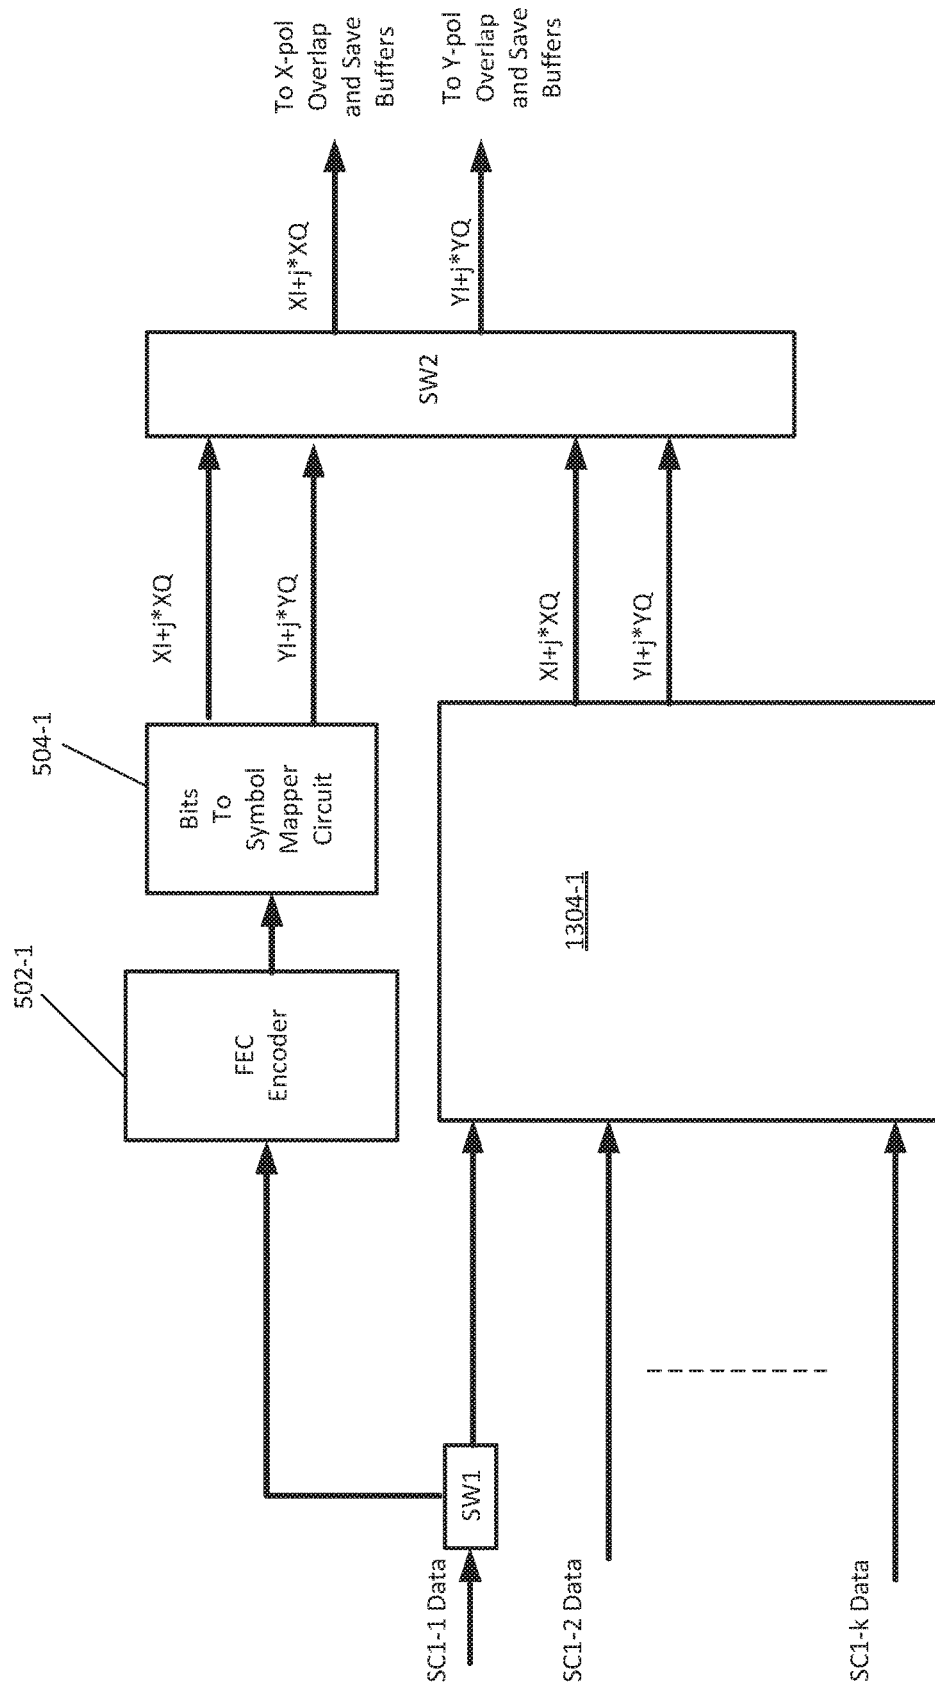 SC1-1 Data
SW1
SC1-2 Data
SC1-k Data
502-1
FEC
Encoder
504-1
Bits
To
Symbol
Mapper
Circuit
1304-1
XI+j*XQ
YI+j*YQ
XI+j*XQ
YI+j*YQ
SW2
XI+j*XQ
YI+j*YQ
To X-pol
Overlap
and Save
Buffers
To Y-pol
Overlap
and Save
Buffers